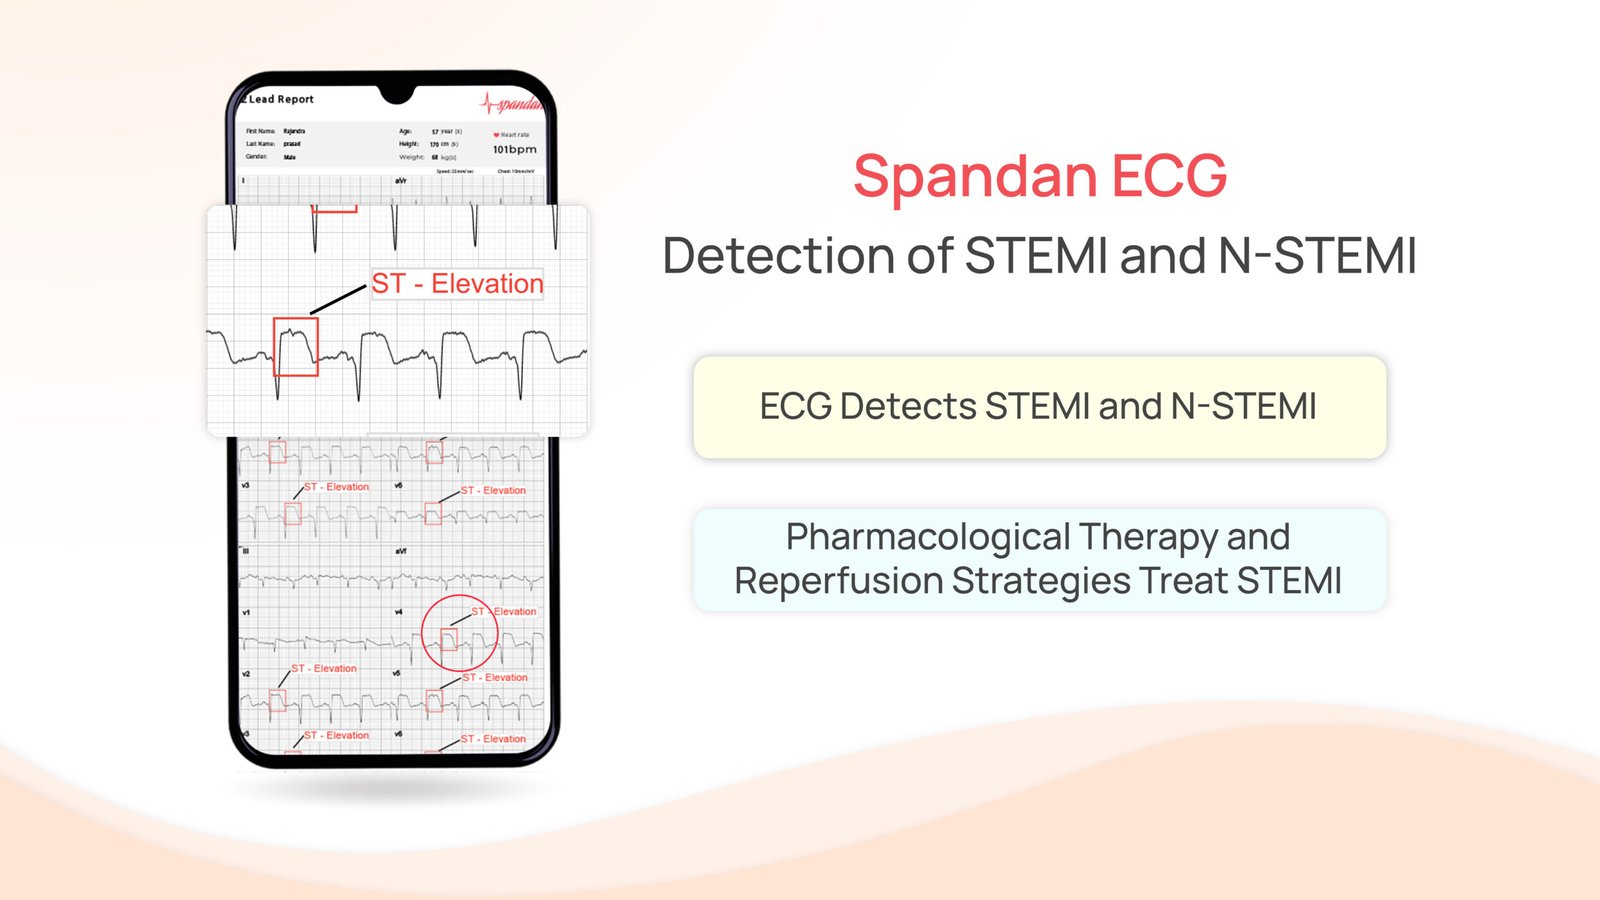 2 Lead Report
spandan
First Name: Rajendra
Last Name: prasad
Gender: Male
Age: 57 year (s)
Height: 170 cm (s)
Weight: 68 kg(s)
Heart rate
101bpm
Speed: 25mm/sec
Chest: 10mm/mV
I
aVr
ST - Elevation
v3
ST - Elevation
v6
ST - Elevation
III
aVf
v1
v4
ST - Elevation
v2
ST - Elevation
v5
ST - Elevation
v3
ST - Elevation
v6
ST - Elevation
Spandan ECG
Detection of STEMI and N-STEMI
ECG Detects STEMI and N-STEMI
Pharmacological Therapy and
Reperfusion Strategies Treat STEMI